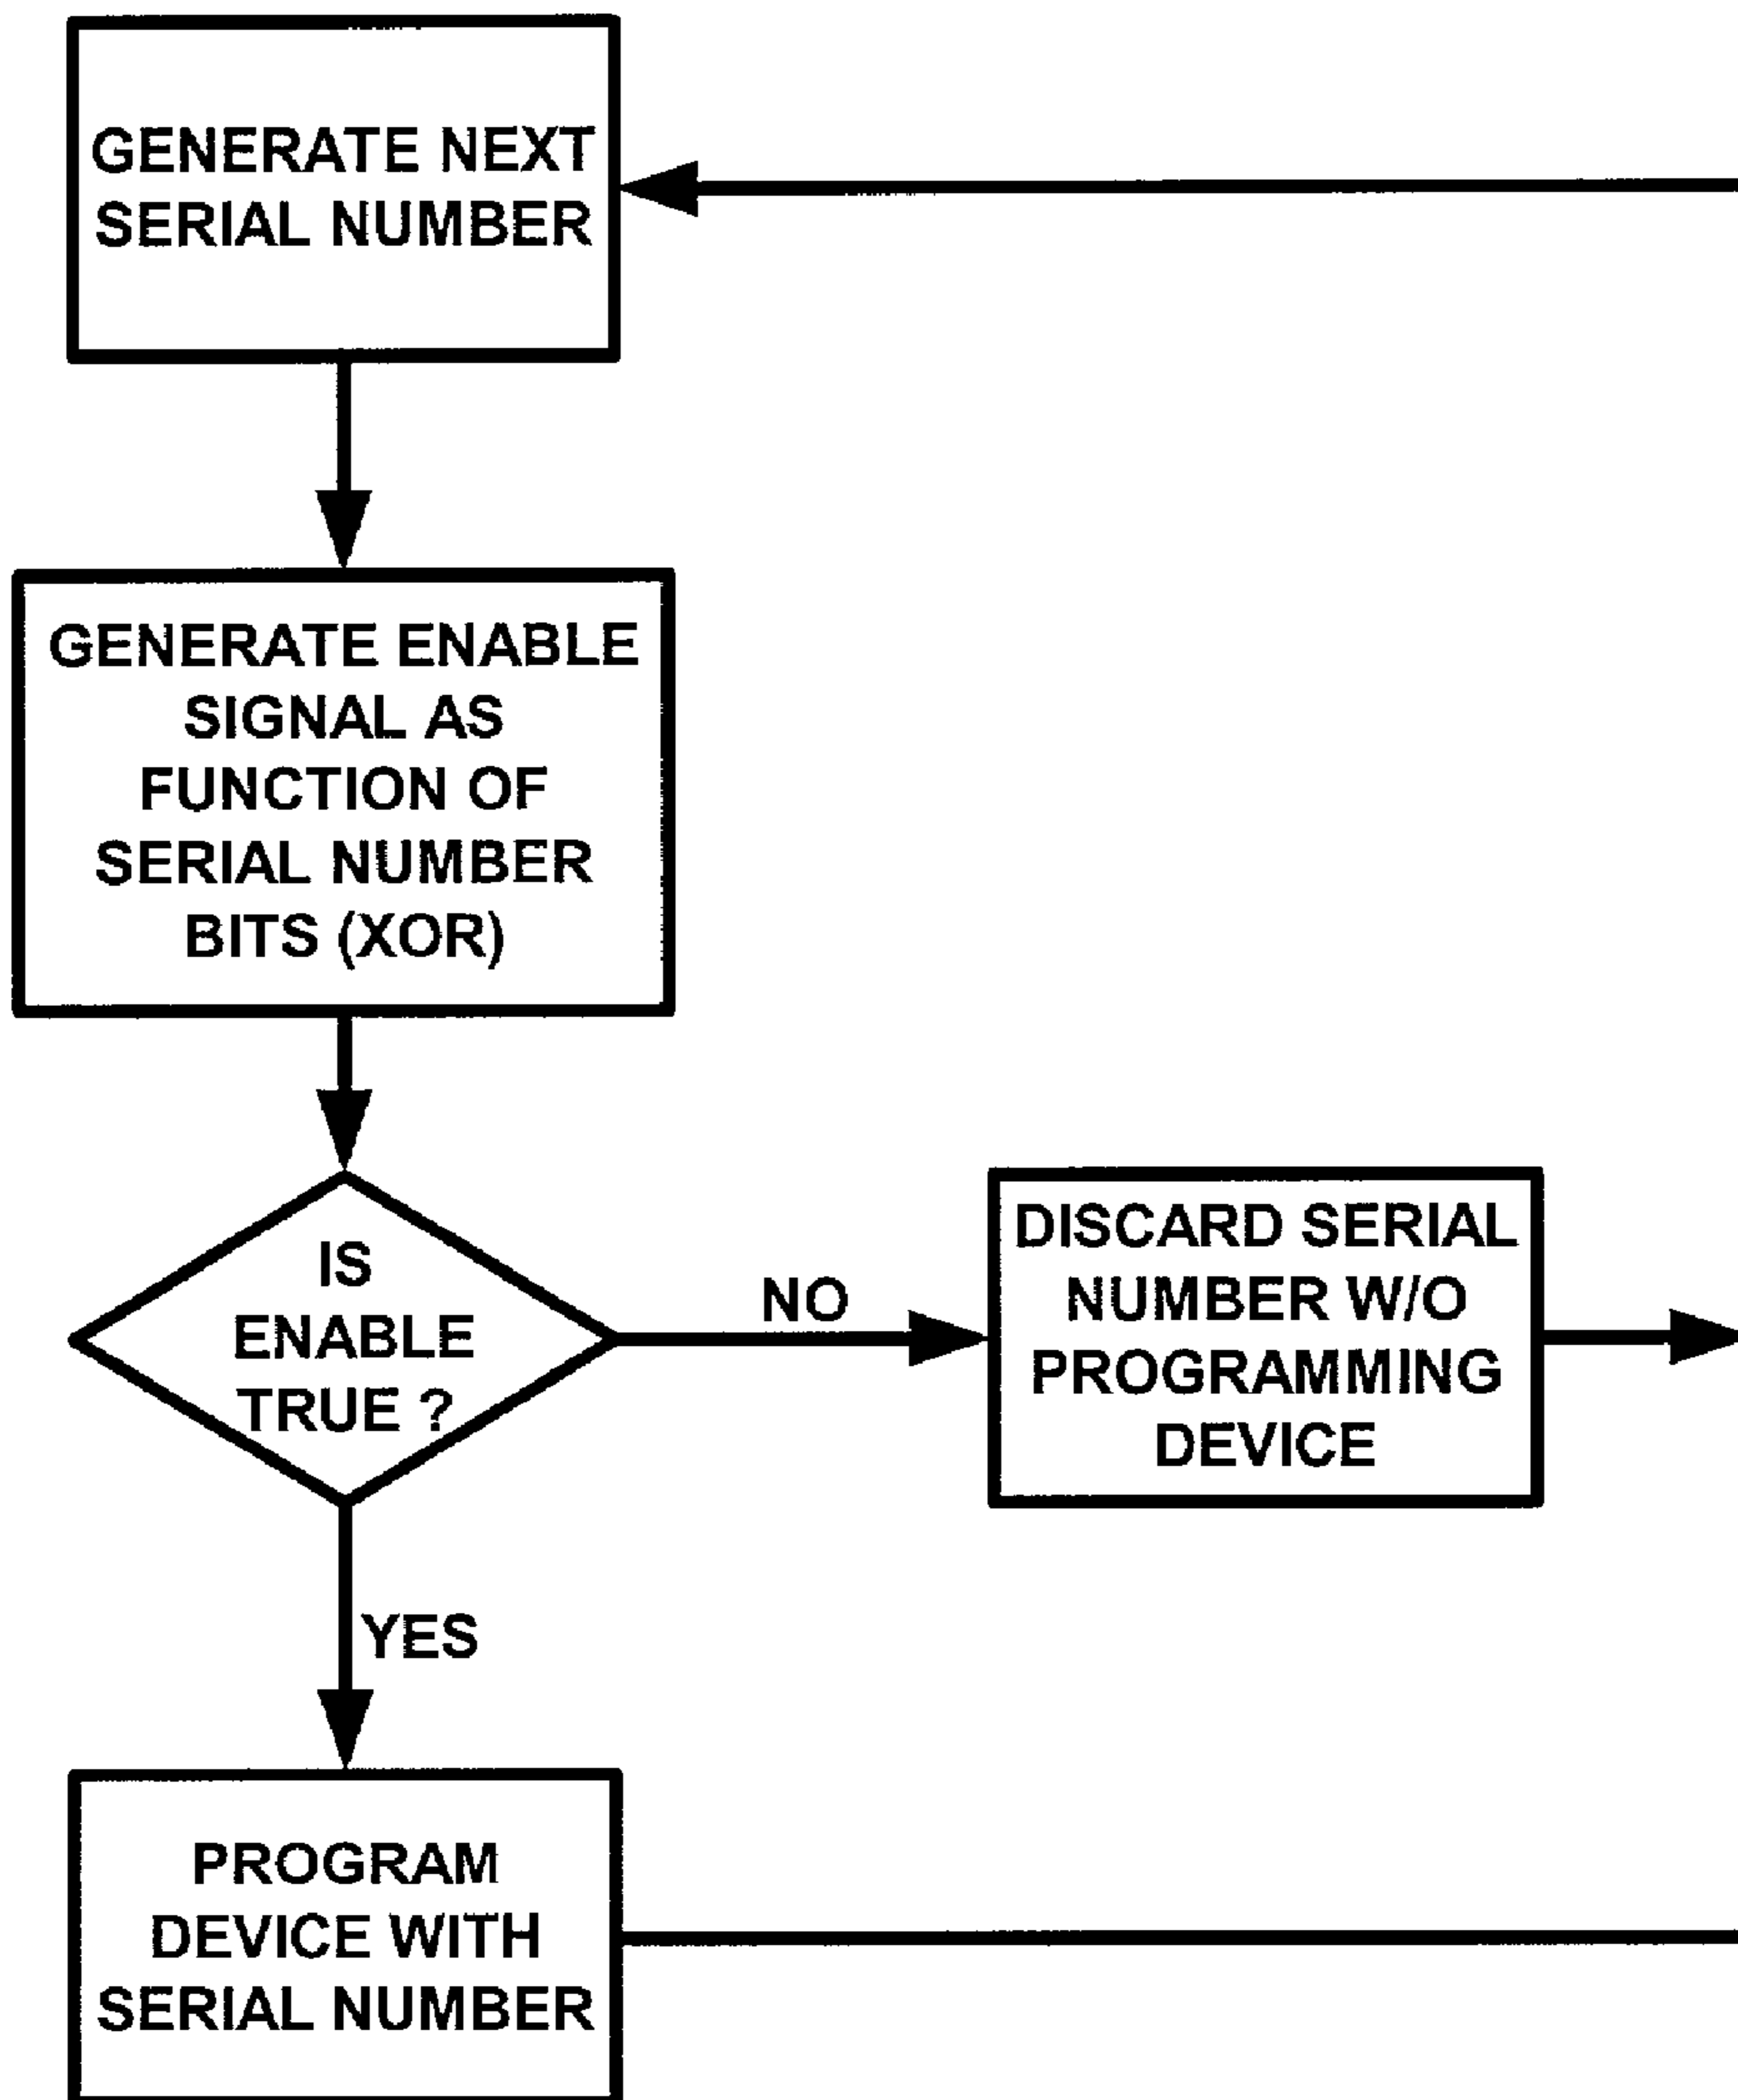 GENERATE NEXT
SERIAL NUMBER
GENERATE ENABLE
SIGNAL AS
FUNCTION OF
SERIAL NUMBER
BITS (XOR)
IS
ENABLE
TRUE ?
NO
DISCARD SERIAL
NUMBER W/O
PROGRAMMING
DEVICE
YES
PROGRAM
DEVICE WITH
SERIAL NUMBER